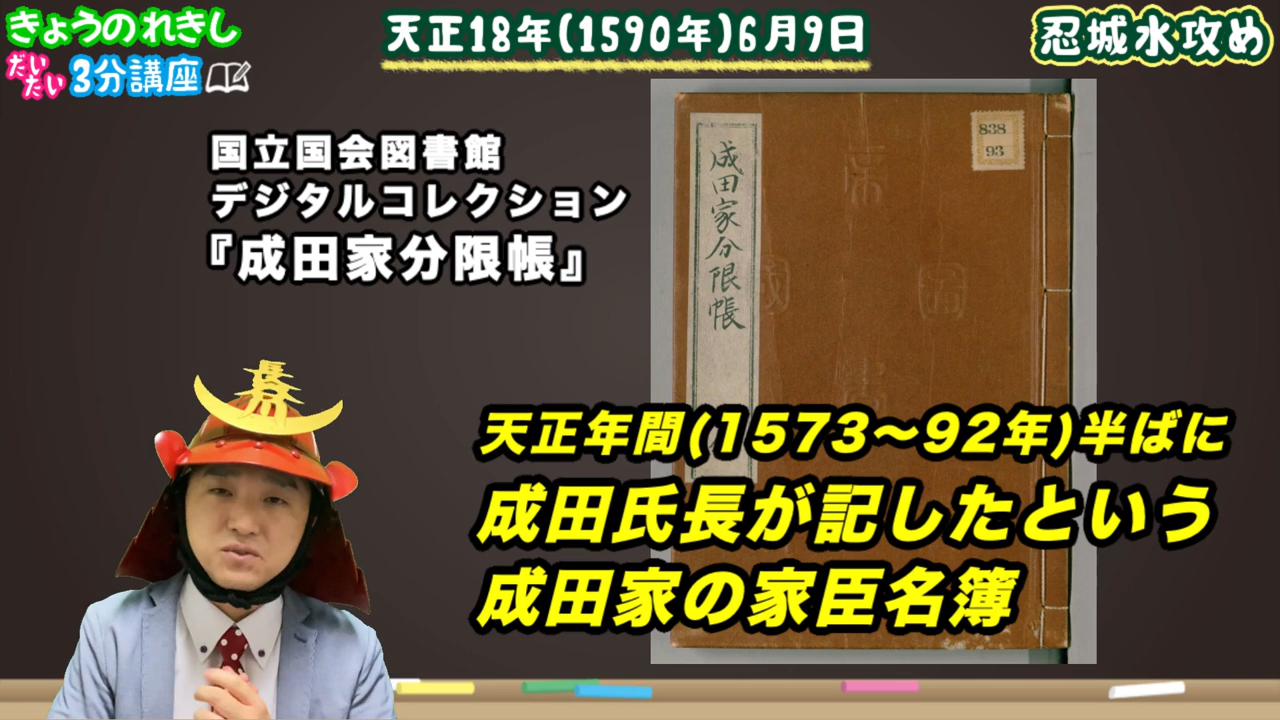 きょうのれきし
だいたい3分講座
天正18年(1590年)6月9日
忍城水攻め
国立国会図書館
デジタルコレクション
『成田家分限帳』
成田家分限帳
838
93
天正年間(1573～92年)半ばに
成田氏長が記したという
成田家の家臣名簿